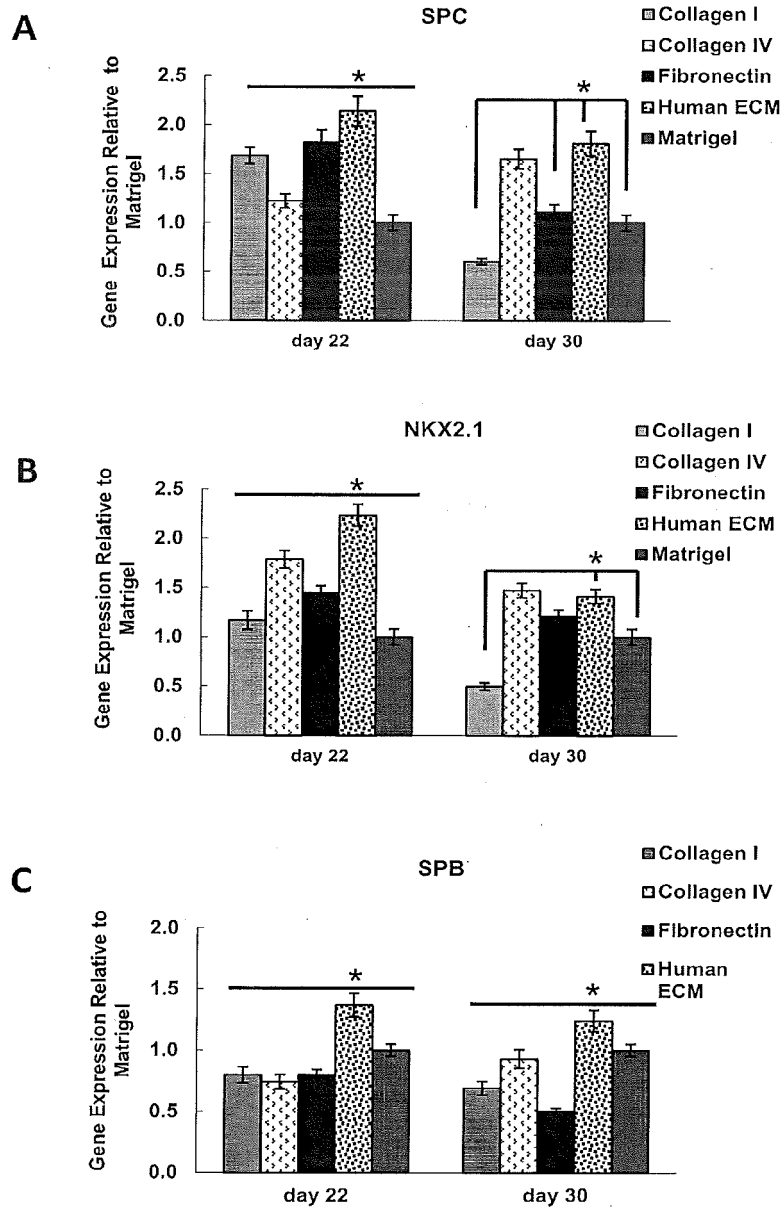 A
SPC
Collagen I
Collagen IV
Fibronectin
Human ECM
Matrigel
Gene Expression Relative to
Matrigel
2.5
2.0
1.5
1.0
0.5
0.0
*
*
day 22
day 30
B
NKX2.1
Collagen I
Collagen IV
Fibronectin
Human ECM
Matrigel
Gene Expression Relative to
Matrigel
2.5
2.0
1.5
1.0
0.5
0.0
*
*
day 22
day 30
C
SPB
Collagen I
Collagen IV
Fibronectin
Human
ECM
Gene Expression Relative to
Matrigel
2.0
1.5
1.0
0.5
0.0
*
*
day 22
day 30